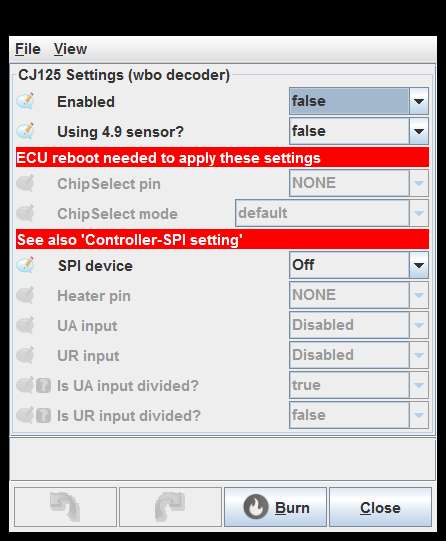 File View
CJ125 Settings (wbo decoder)
Enabled false
Using 4.9 sensor? false
ECU reboot needed to apply these settings
ChipSelect pin NONE
ChipSelect mode default
See also 'Controller-SPI setting'
SPI device Off
Heater pin NONE
UA input Disabled
UR input Disabled
? Is UA input divided? true
? Is UR input divided? false
Burn Close